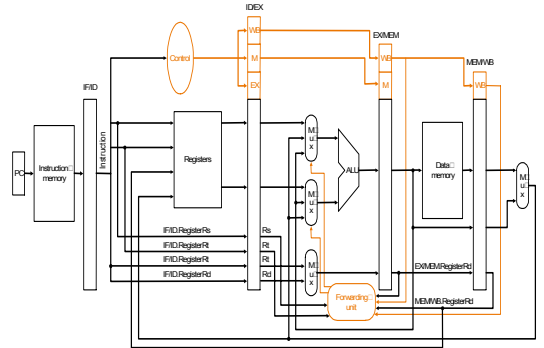 ID/EX
WB
EX/MEM
Control
M
WB
MEM/WB
IF/ID
EX
M
WB
Instruction
M
u
x
Registers
ALU
Instruction
memory
PC
Data
memory
M
u
x
M
u
x
IF/ID.RegisterRs
Rs
IF/ID.RegisterRt
Rt
IF/ID.RegisterRt
Rt
IF/ID.RegisterRd
Rd
M
u
x
EX/MEM.RegisterRd
Forwarding
unit
MEM/WB.RegisterRd